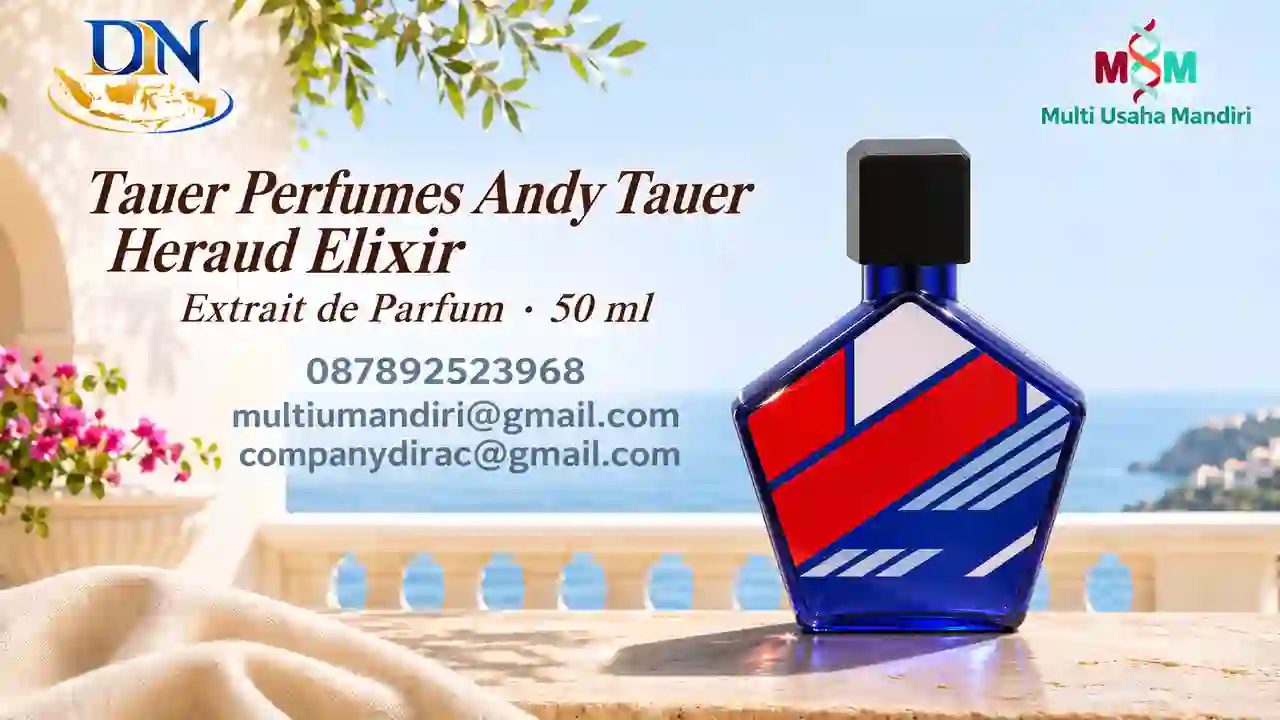 DN
MSM
Multi Usaha Mandiri
Tauer Perfumes Andy Tauer
Heraud Elixir
Extrait de Parfum · 50 ml
087892523968
multiumandiri@gmail.com
companydirac@gmail.com